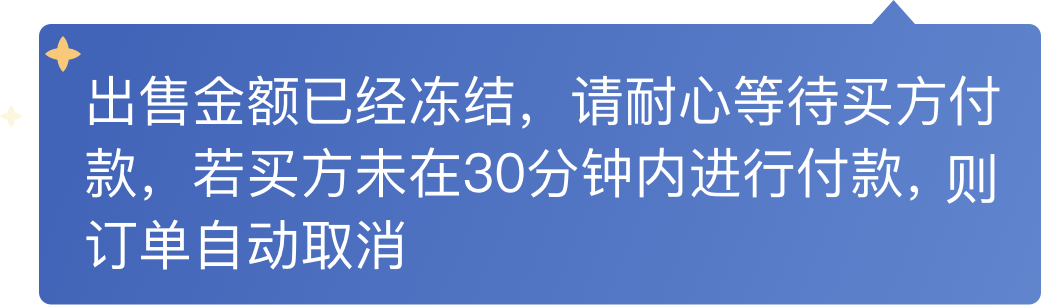 出售金额已经冻结，请耐心等待买方付
款，若买方未在30分钟内进行付款，则
订单自动取消